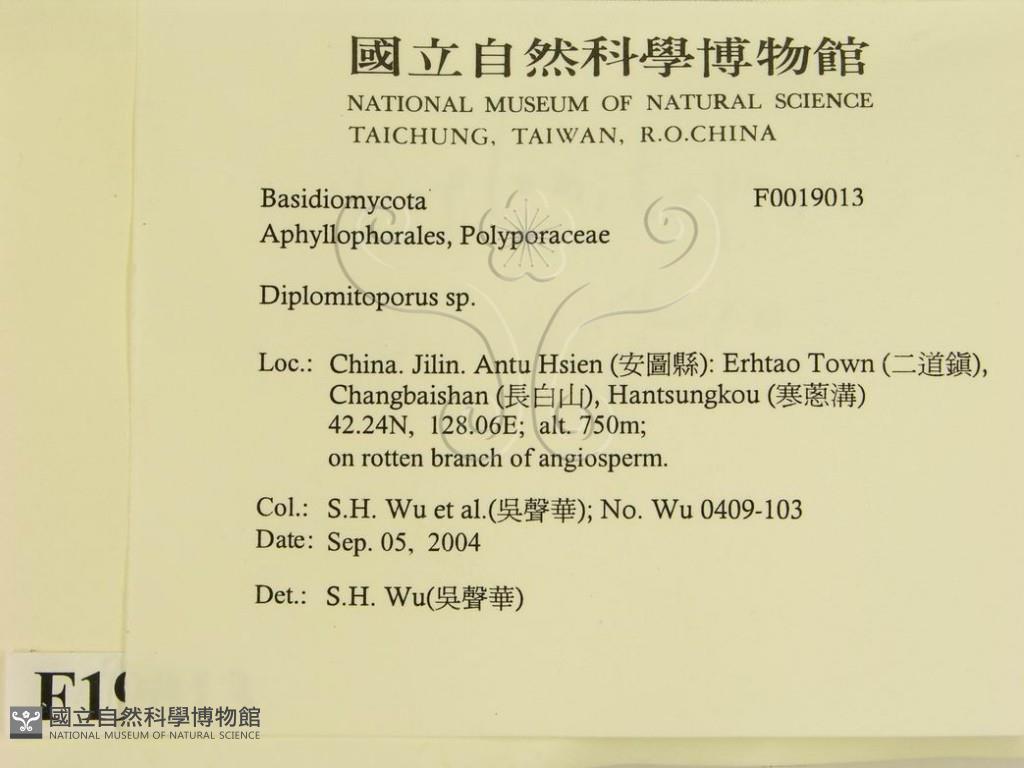 國立自然科學博物館
NATIONAL MUSEUM OF NATURAL SCIENCE
TAICHUNG, TAIWAN, R.O.CHINA
Basidiomycota F0019013
Aphyllophorales, Polyporaceae
Diplomitoporus sp.
Loc.: China. Jilin. Antu Hsien (安圖縣): Erhtao Town (二道鎮),
Changbaishan (長白山), Hantsungkou (寒蔥溝)
42.24N, 128.06E; alt. 750m;
on rotten branch of angiosperm.
Col.: S.H. Wu et al.(吳聲華); No. Wu 0409-103
Date: Sep. 05, 2004
Det.: S.H. Wu(吳聲華)
F19
國立自然科學博物館
NATIONAL MUSEUM OF NATURAL SCIENCE